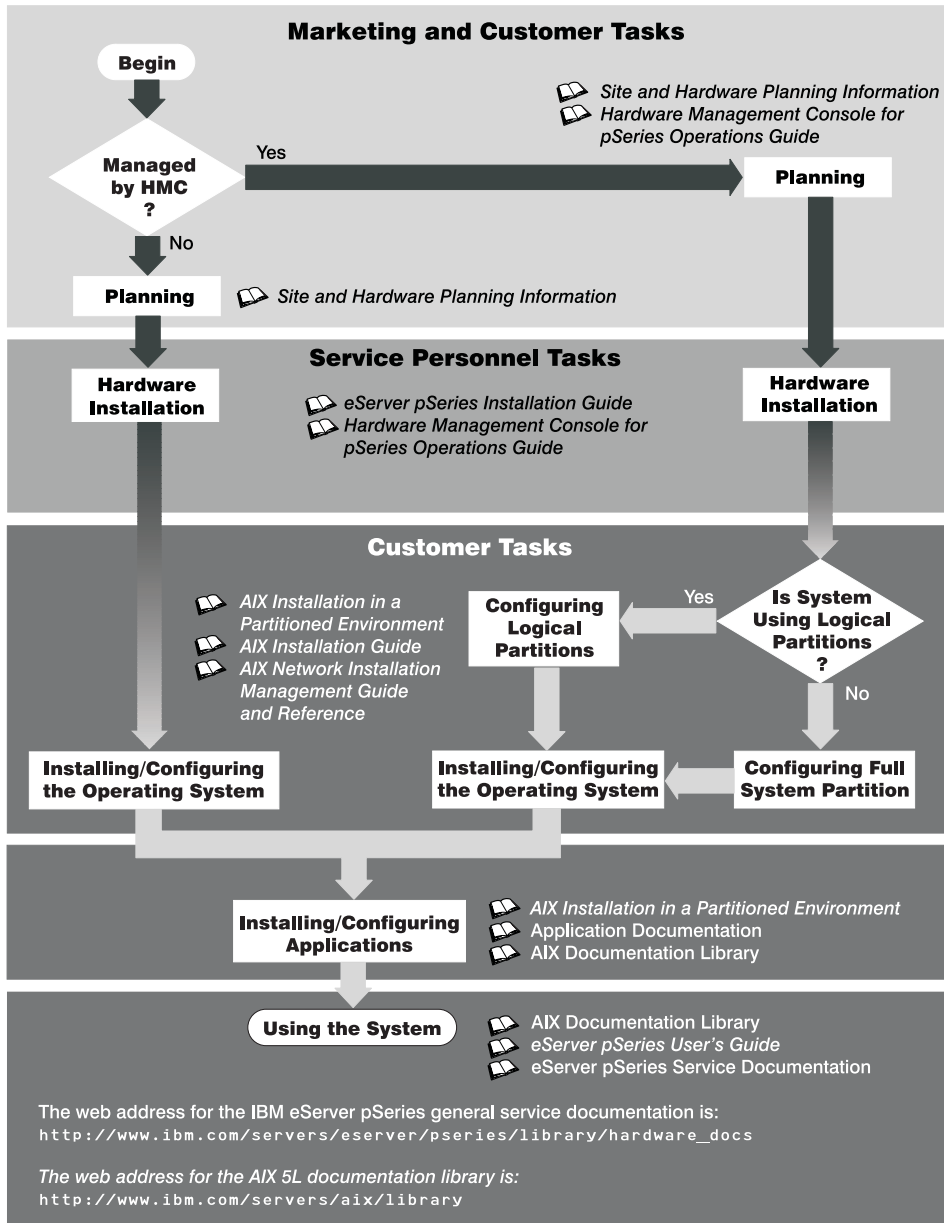 Marketing and Customer Tasks
Begin
Site and Hardware Planning Information
Hardware Management Console for
pSeries Operations Guide
Managed
by HMC
?
Yes
Planning
No
Planning
Site and Hardware Planning Information
Service Personnel Tasks
Hardware
Installation
eServer pSeries Installation Guide
Hardware Management Console for
pSeries Operations Guide
Hardware
Installation
Customer Tasks
AIX Installation in a
Partitioned Environment
AIX Installation Guide
AIX Network Installation
Management Guide
and Reference
Configuring
Logical
Partitions
Yes
Is System
Using Logical
Partitions
?
No
Installing/Configuring
the Operating System
Installing/Configuring
the Operating System
Configuring Full
System Partition
Installing/Configuring
Applications
AIX Installation in a Partitioned Environment
Application Documentation
AIX Documentation Library
Using the System
AIX Documentation Library
eServer pSeries User's Guide
eServer pSeries Service Documentation
The web address for the IBM eServer pSeries general service documentation is:
http://www.ibm.com/servers/eserver/pseries/library/hardware_docs
The web address for the AIX 5L documentation library is:
http://www.ibm.com/servers/aix/library